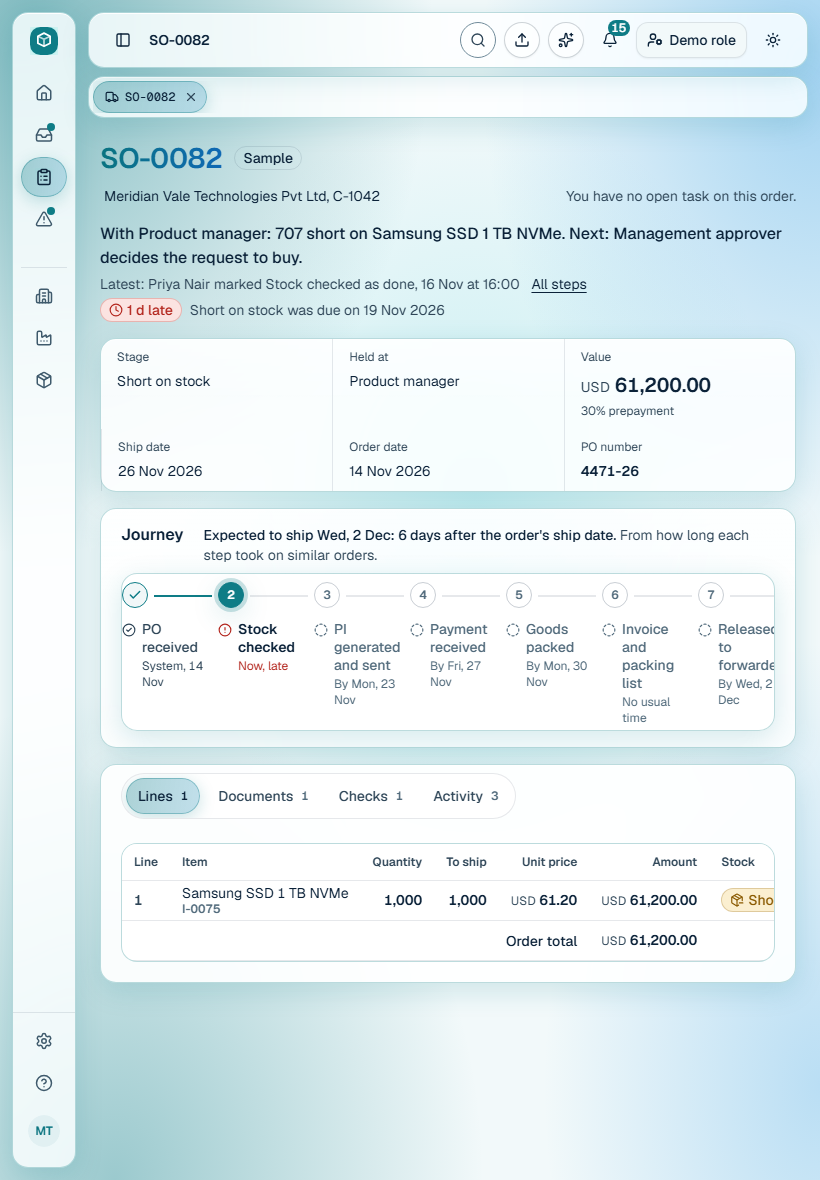 SO-0082
15
Demo role
SO-0082
SO-0082 Sample
Meridian Vale Technologies Pvt Ltd, C-1042
You have no open task on this order.
With Product manager: 707 short on Samsung SSD 1 TB NVMe. Next: Management approver
decides the request to buy.
Latest: Priya Nair marked Stock checked as done, 16 Nov at 16:00 All steps
1 d late Short on stock was due on 19 Nov 2026
Stage Held at Value
Short on stock Product manager USD 61,200.00
30% prepayment
Ship date Order date PO number
26 Nov 2026 14 Nov 2026 4471-26
Journey Expected to ship Wed, 2 Dec: 6 days after the order's ship date. From how long each
step took on similar orders.
2 3 4 5 6 7
PO
received
System, 14
Nov
Stock
checked
Now, late
PI
generated
and sent
By Mon, 23
Nov
Payment
received
By Fri, 27
Nov
Goods
packed
By Mon, 30
Nov
Invoice
and
packing
list
No usual
time
Released
to
forwarde
By Wed, 2
Dec
Lines 1 Documents 1 Checks 1 Activity 3
Line Item Quantity To ship Unit price Amount Stock
1 Samsung SSD 1 TB NVMe 1,000 1,000 USD 61.20 USD 61,200.00 Sho
I-0075
Order total USD 61,200.00
MT